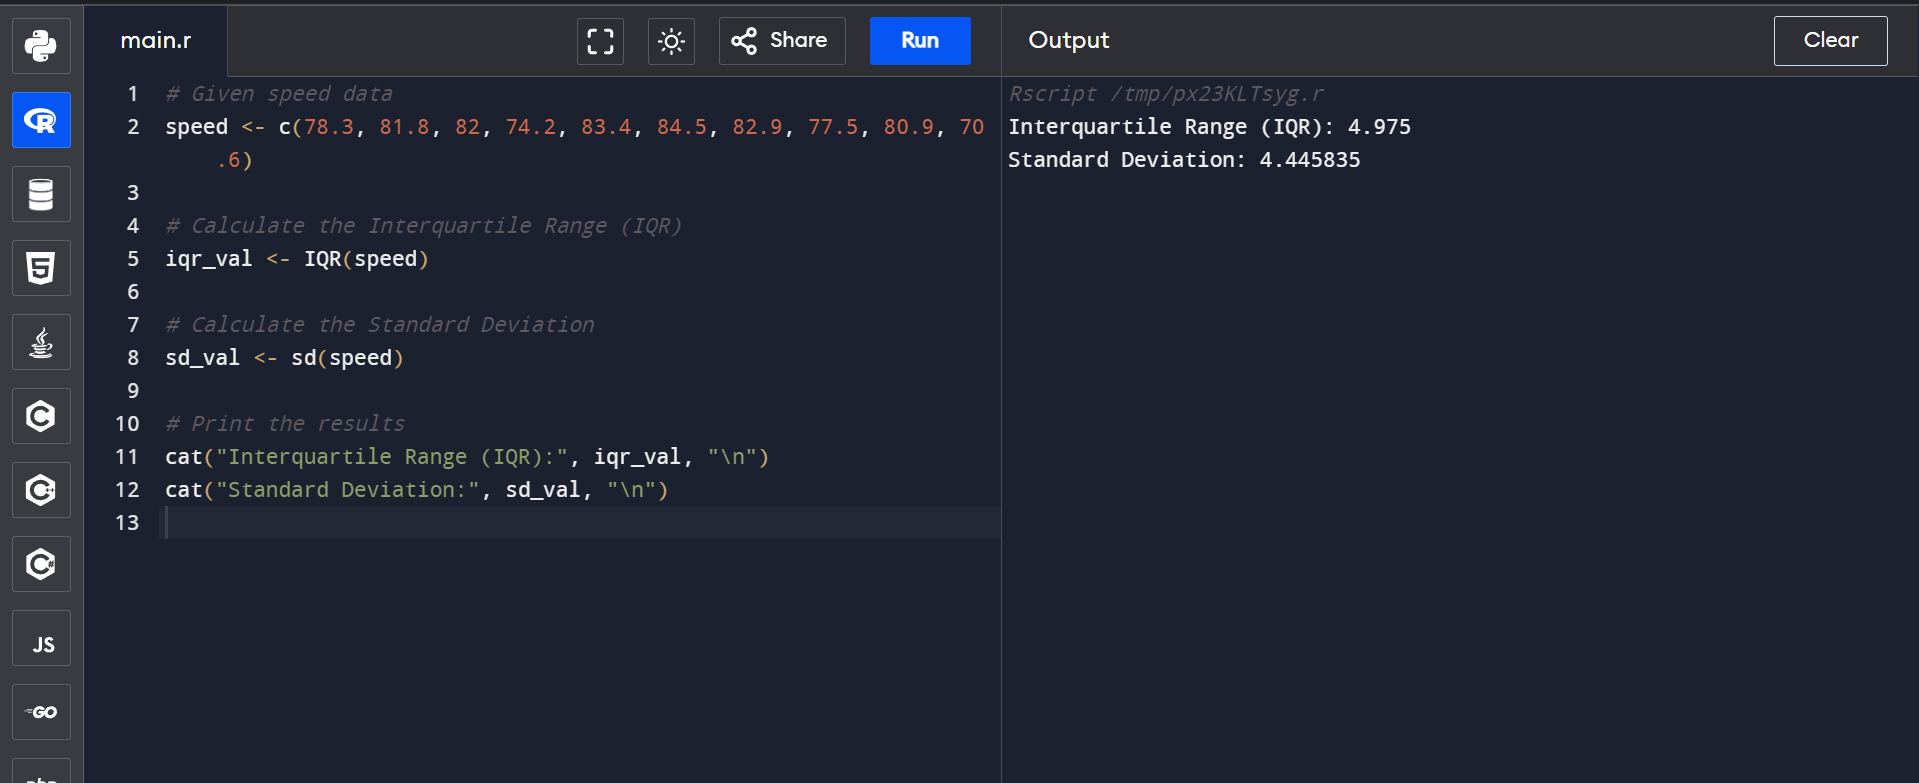 main.r
Share
Run
Output
Clear
1 # Given speed data
2 speed <- c(78.3, 81.8, 82, 74.2, 83.4, 84.5, 82.9, 77.5, 80.9, 70
.6)
3
4 # Calculate the Interquartile Range (IQR)
5 iqr_val <- IQR(speed)
6
7 # Calculate the Standard Deviation
8 sd_val <- sd(speed)
9
10 # Print the results
11 cat("Interquartile Range (IQR):", iqr_val, "\n")
12 cat("Standard Deviation:", sd_val, "\n")
13
Rscript /tmp/px23KLTsyg.r
Interquartile Range (IQR): 4.975
Standard Deviation: 4.445835
R
5
C
C++
C#
JS
GO
php